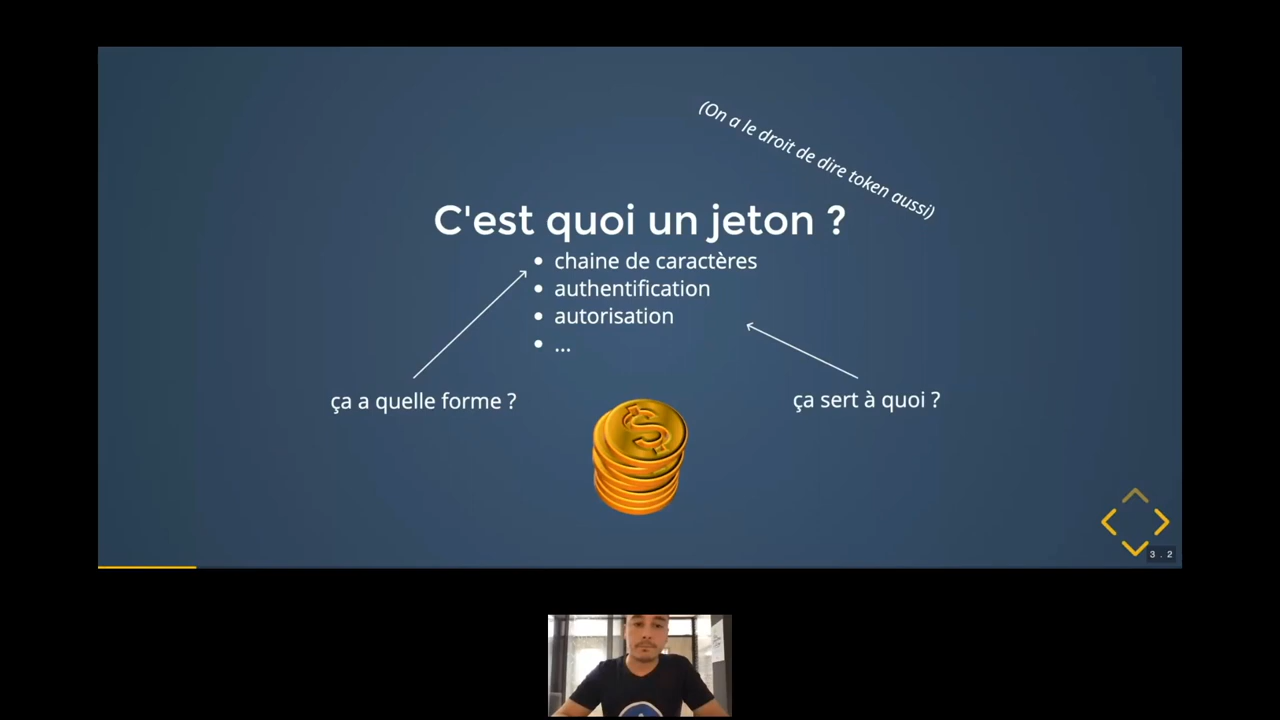 (On a le droit de dire token aussi)
C'est quoi un jeton ?
• chaine de caractères
• authentification
• autorisation
• ...
ça a quelle forme ?
ça sert à quoi ?
3 . 2